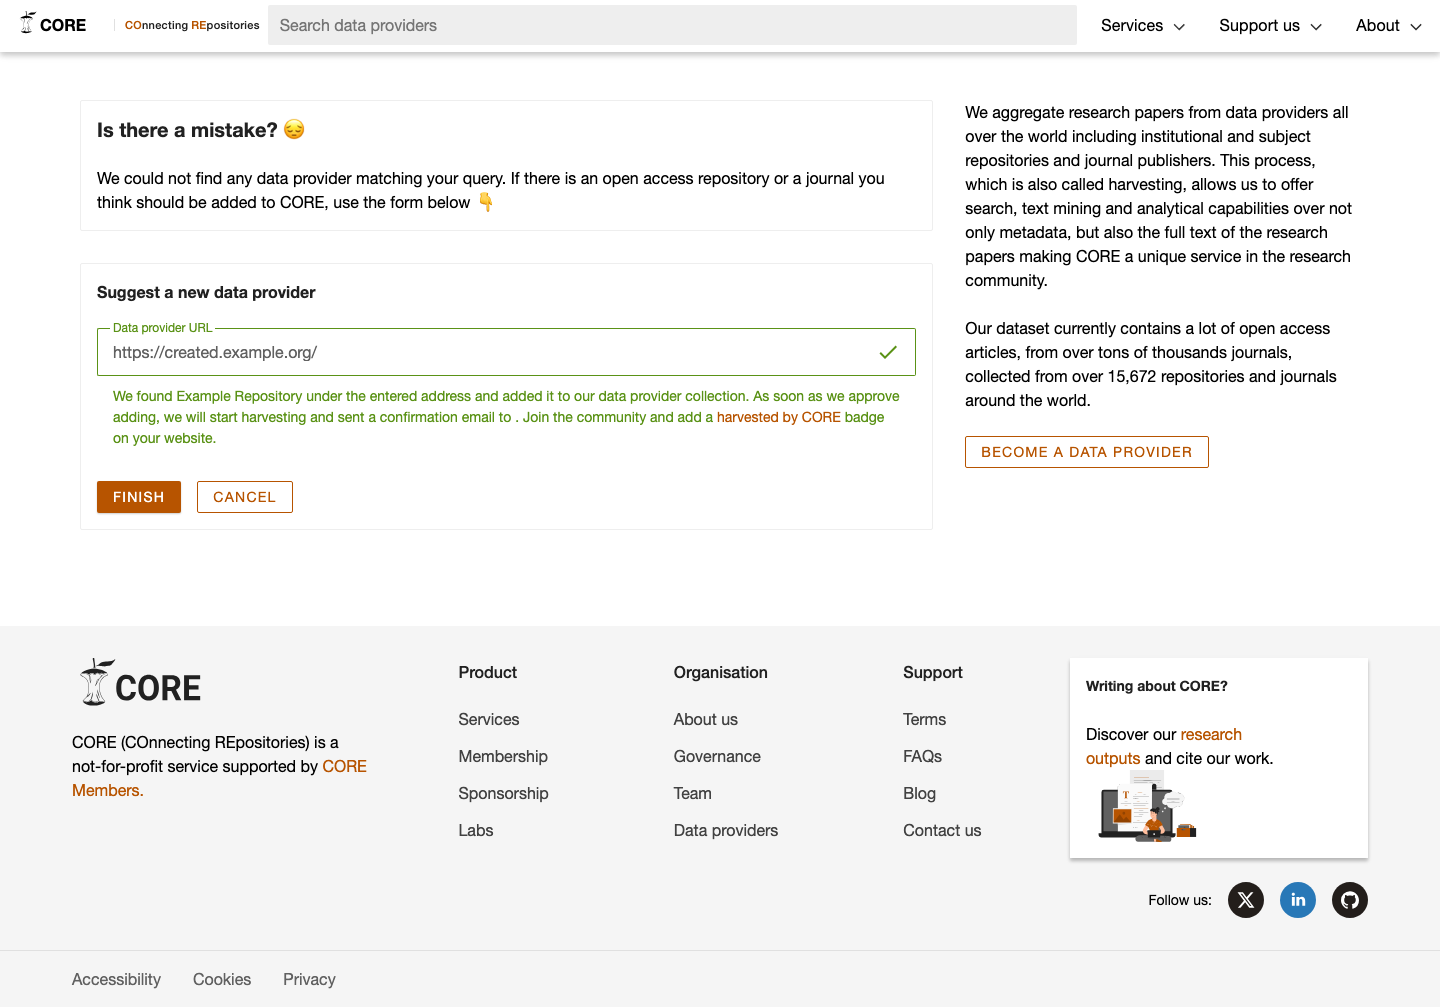 CORE
COnnecting REpositories
Search data providers
Services
Support us
About
Is there a mistake? 😔
We could not find any data provider matching your query. If there is an open access repository or a journal you
think should be added to CORE, use the form below 👇
Suggest a new data provider
Data provider URL
https://created.example.org/
We found Example Repository under the entered address and added it to our data provider collection. As soon as we approve
adding, we will start harvesting and sent a confirmation email to . Join the community and add a harvested by CORE badge
on your website.
FINISH
CANCEL
We aggregate research papers from data providers all
over the world including institutional and subject
repositories and journal publishers. This process,
which is also called harvesting, allows us to offer
search, text mining and analytical capabilities over not
only metadata, but also the full text of the research
papers making CORE a unique service in the research
community.
Our dataset currently contains a lot of open access
articles, from over tons of thousands journals,
collected from over 15,672 repositories and journals
around the world.
BECOME A DATA PROVIDER
CORE
CORE (COnnecting REpositories) is a
not-for-profit service supported by CORE
Members.
Product
Services
Membership
Sponsorship
Labs
Organisation
About us
Governance
Team
Data providers
Support
Terms
FAQs
Blog
Contact us
Writing about CORE?
Discover our research
outputs and cite our work.
T
Follow us:
X
in
Accessibility
Cookies
Privacy